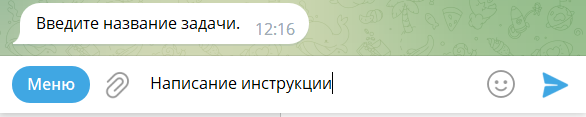 Введите название задачи.
12:16
Меню
Написание инструкции